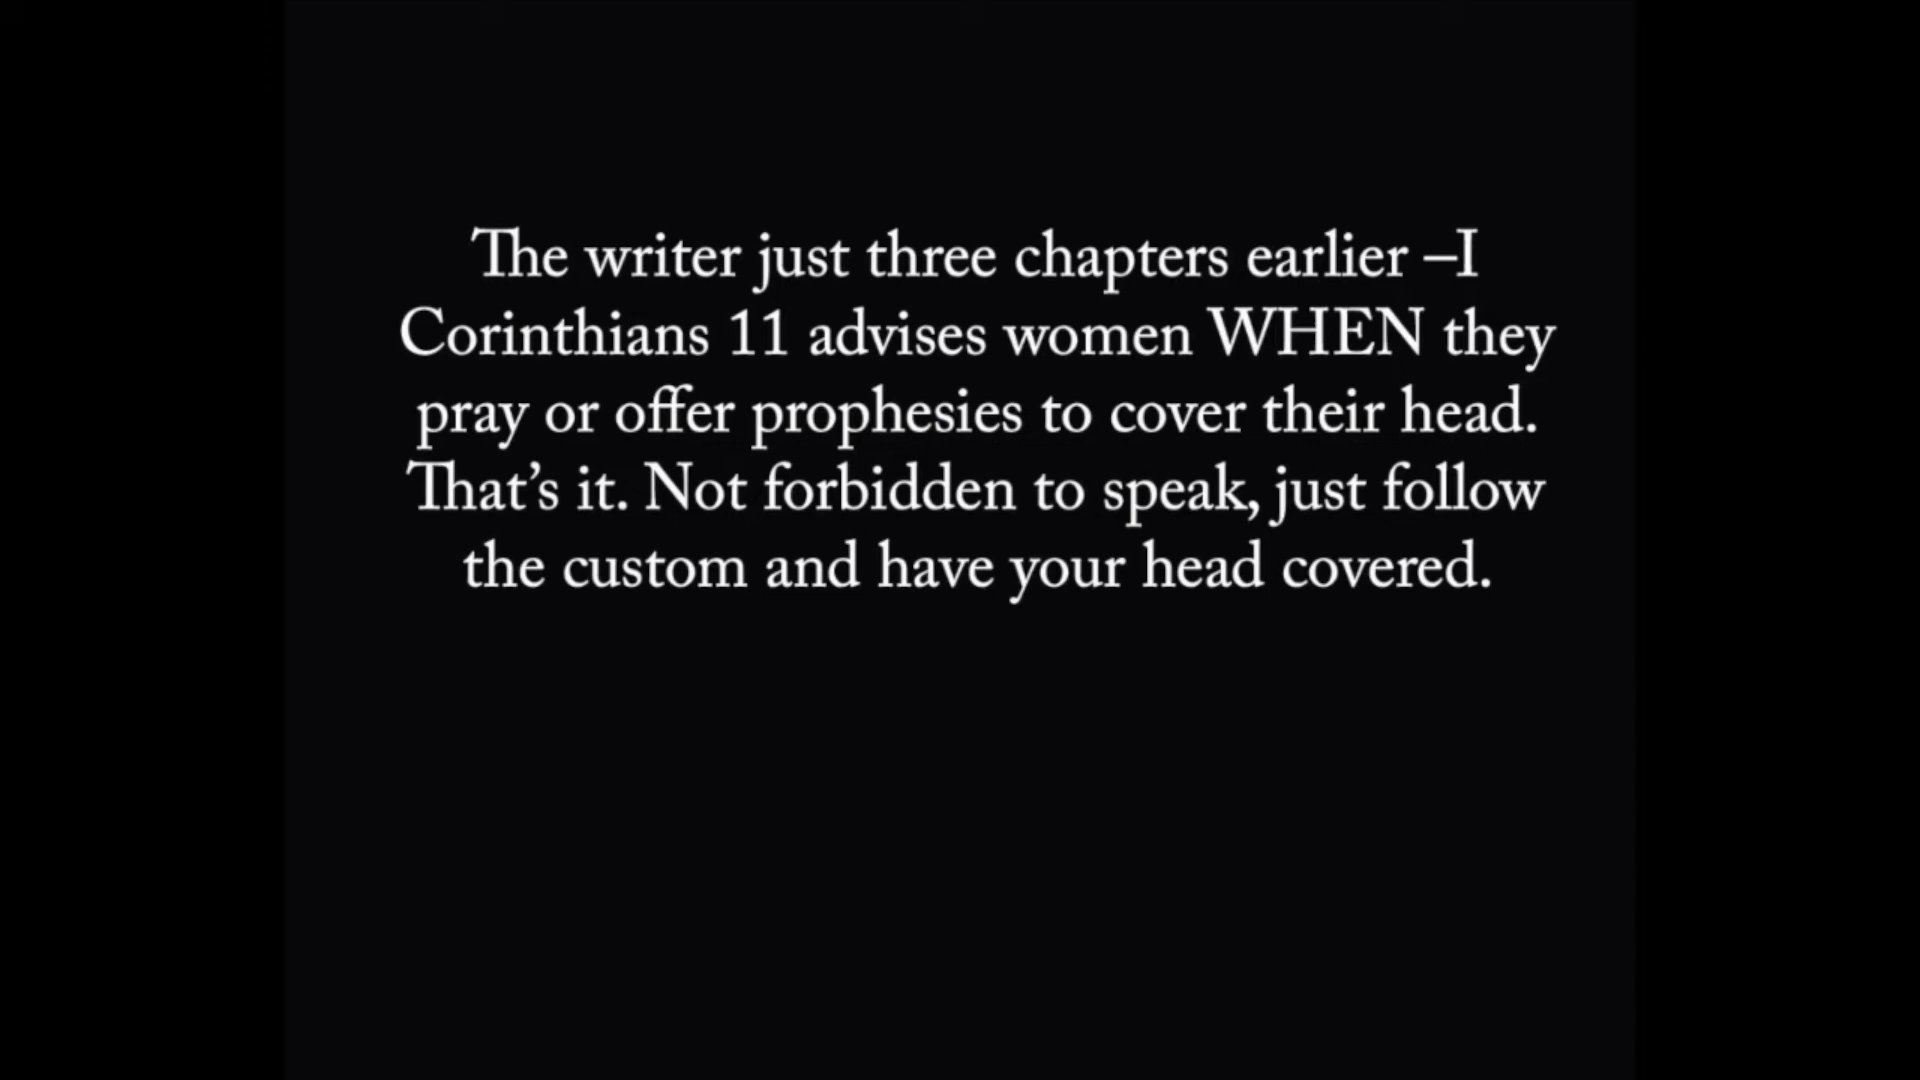 The writer just three chapters earlier –I
Corinthians 11 advises women WHEN they
pray or offer prophesies to cover their head.
That’s it. Not forbidden to speak, just follow
the custom and have your head covered.